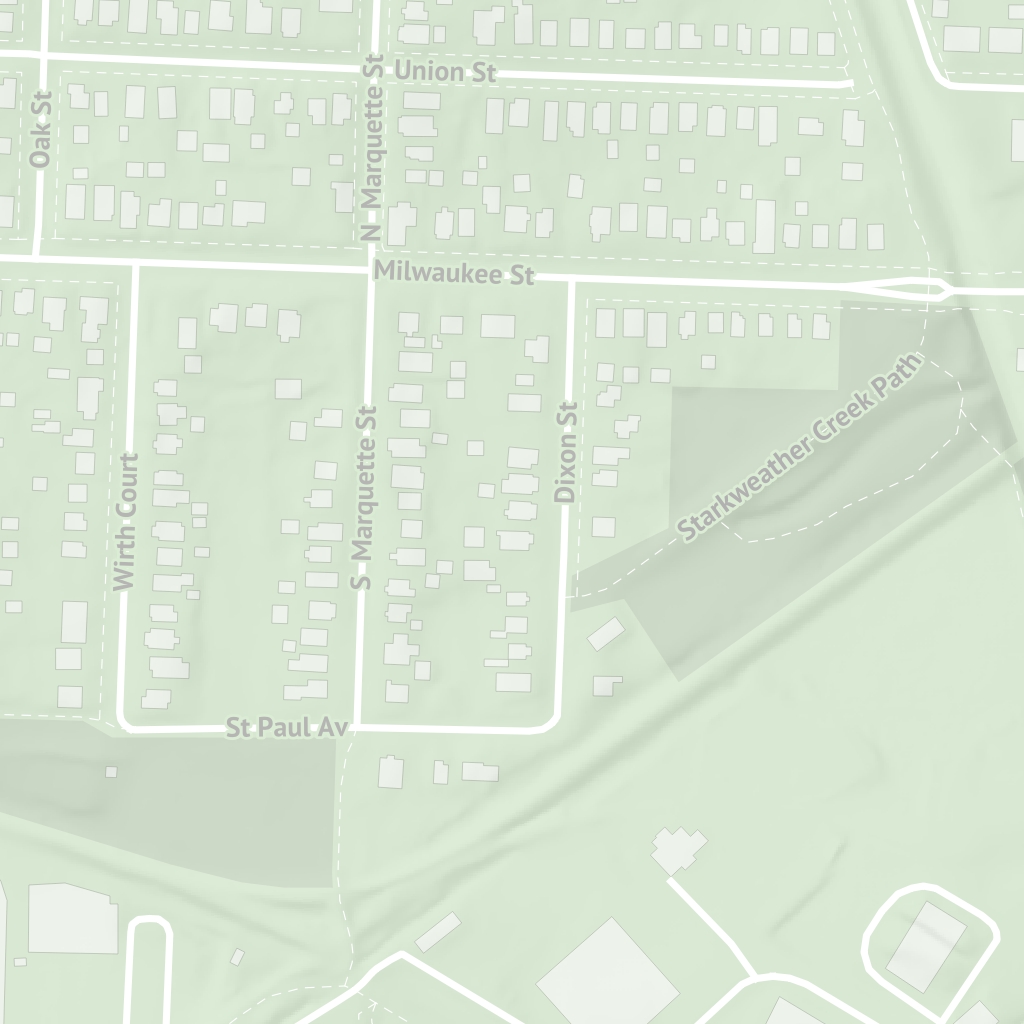 Union St
Oak St
N Marquette St
Milwaukee St
Starkweather Creek Path
Dixon St
S Marquette St
Wirth Court
St Paul Av